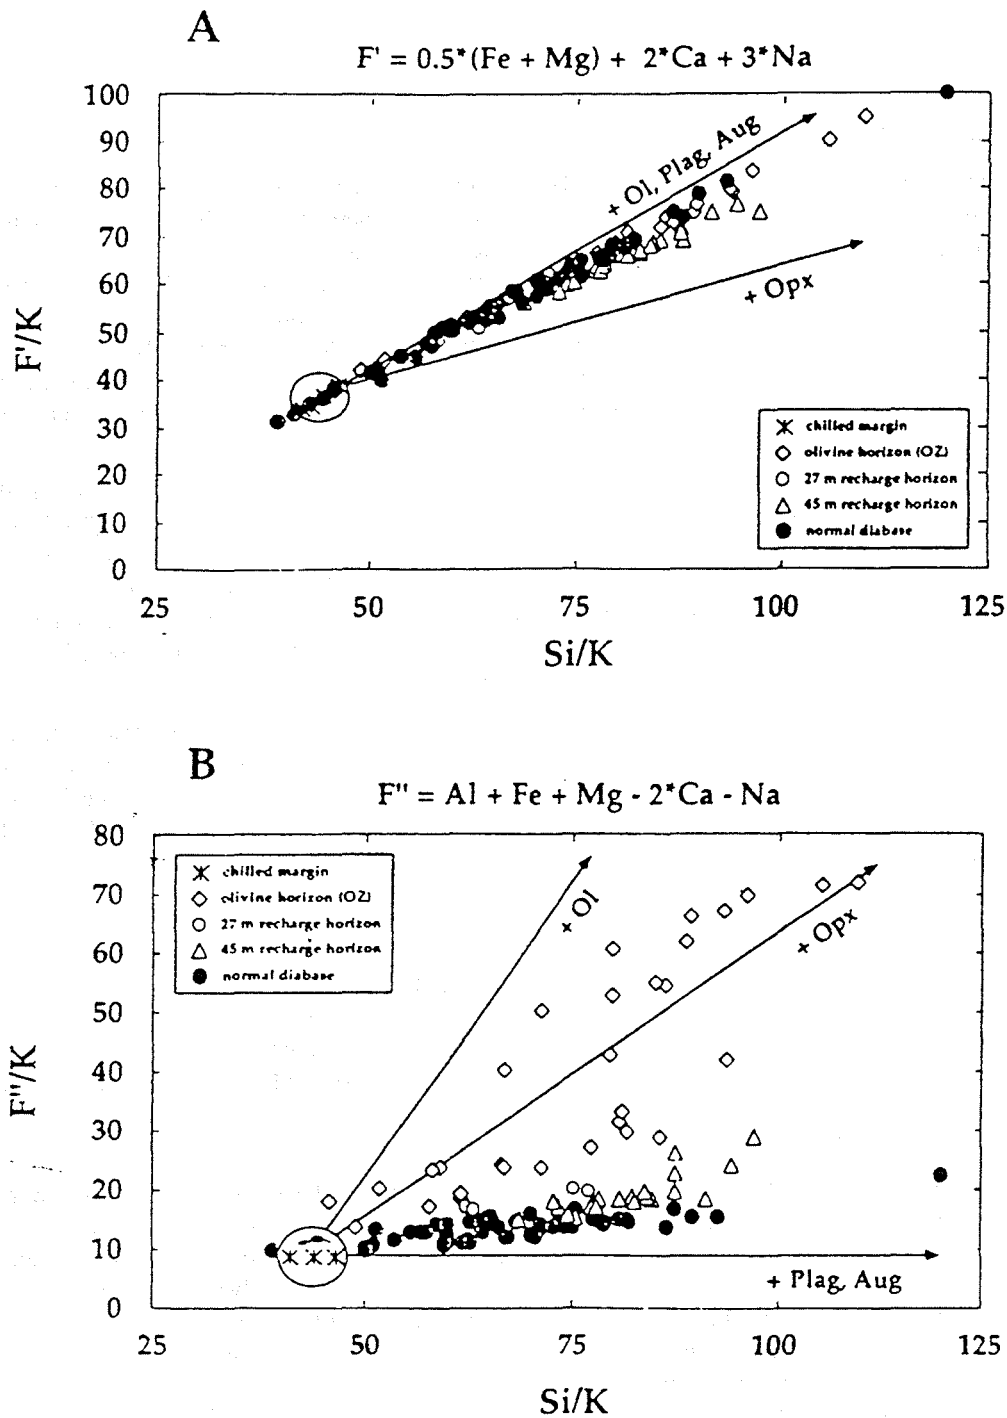 A
F' = 0.5*(Fe + Mg) + 2*Ca + 3*Na
100
90
80
70
60
50
40
30
20
10
0
F'/K
+ Ol, Plag, Aug
+ Opx
chilled margin
olivine horizon (OZ)
27 m recharge horizon
45 m recharge horizon
normal diabase
25 50 75 100 125
Si/K
B
F" = Al + Fe + Mg - 2*Ca - Na
80
70
60
50
40
30
20
10
0
F"/K
chilled margin
olivine horizon (OZ)
27 m recharge horizon
45 m recharge horizon
normal diabase
+ Ol
+ Opx
+ Plag, Aug
25 50 75 100 125
Si/K